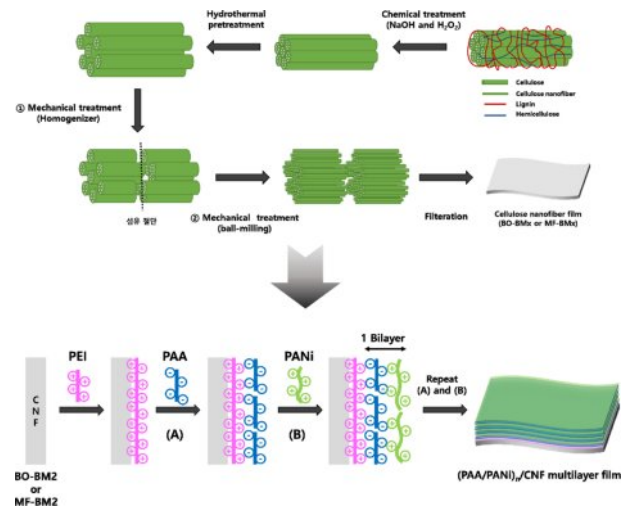 Hydrothermal
pretreatment
Chemical treatment
(NaOH and H₂O₂)
Cellulose
Cellulose nanofiber
Lignin
Hemicellulose
① Mechanical treatment
(Homogenizer)
섬유 절단
② Mechanical treatment
(ball-milling)
Filteration
Cellulose nanofiber film
(BO-BMx or MF-BMx)
1 Bilayer
PEI
PAA
PANi
Repeat
(A) and (B)
CNF
(A)
(B)
BO-BM2
or
MF-BM2
(PAA/PANi)ₙ/CNF multilayer film